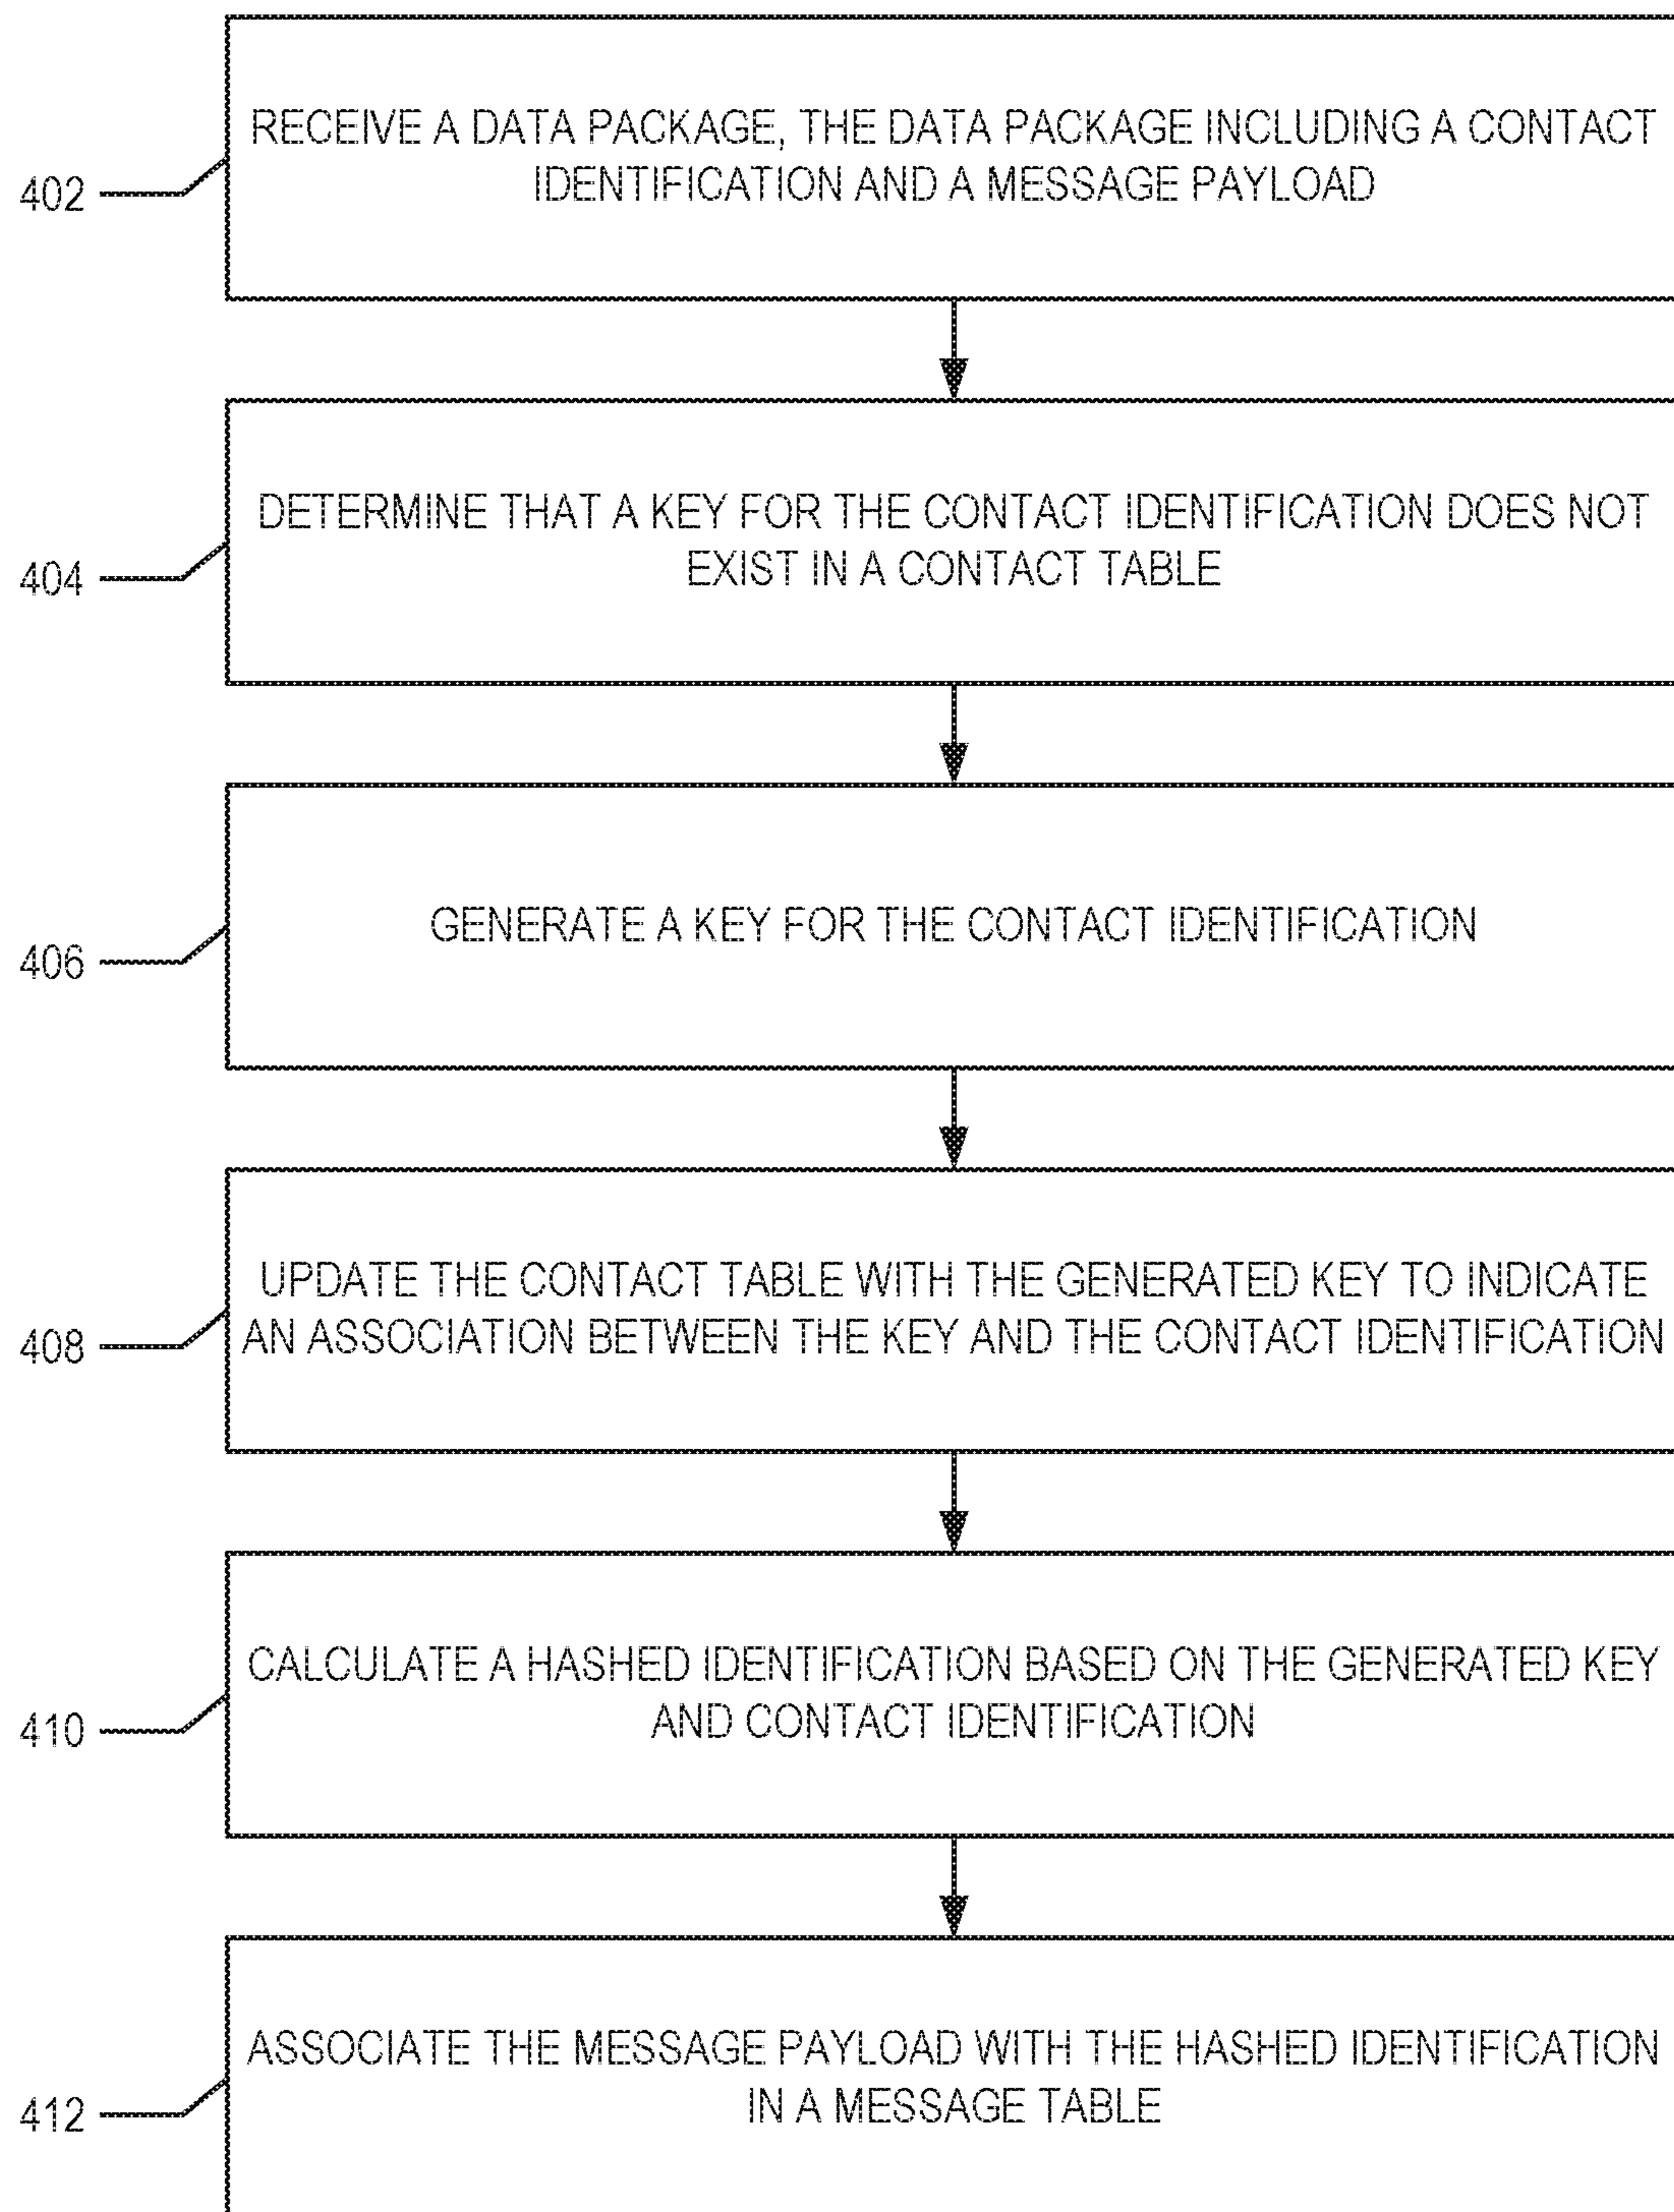 RECEIVE A DATA PACKAGE, THE DATA PACKAGE INCLUDING A CONTACT
IDENTIFICATION AND A MESSAGE PAYLOAD
402
DETERMINE THAT A KEY FOR THE CONTACT IDENTIFICATION DOES NOT
EXIST IN A CONTACT TABLE
404
GENERATE A KEY FOR THE CONTACT IDENTIFICATION
406
UPDATE THE CONTACT TABLE WITH THE GENERATED KEY TO INDICATE
AN ASSOCIATION BETWEEN THE KEY AND THE CONTACT IDENTIFICATION
408
CALCULATE A HASHED IDENTIFICATION BASED ON THE GENERATED KEY
AND CONTACT IDENTIFICATION
410
ASSOCIATE THE MESSAGE PAYLOAD WITH THE HASHED IDENTIFICATION
IN A MESSAGE TABLE
412